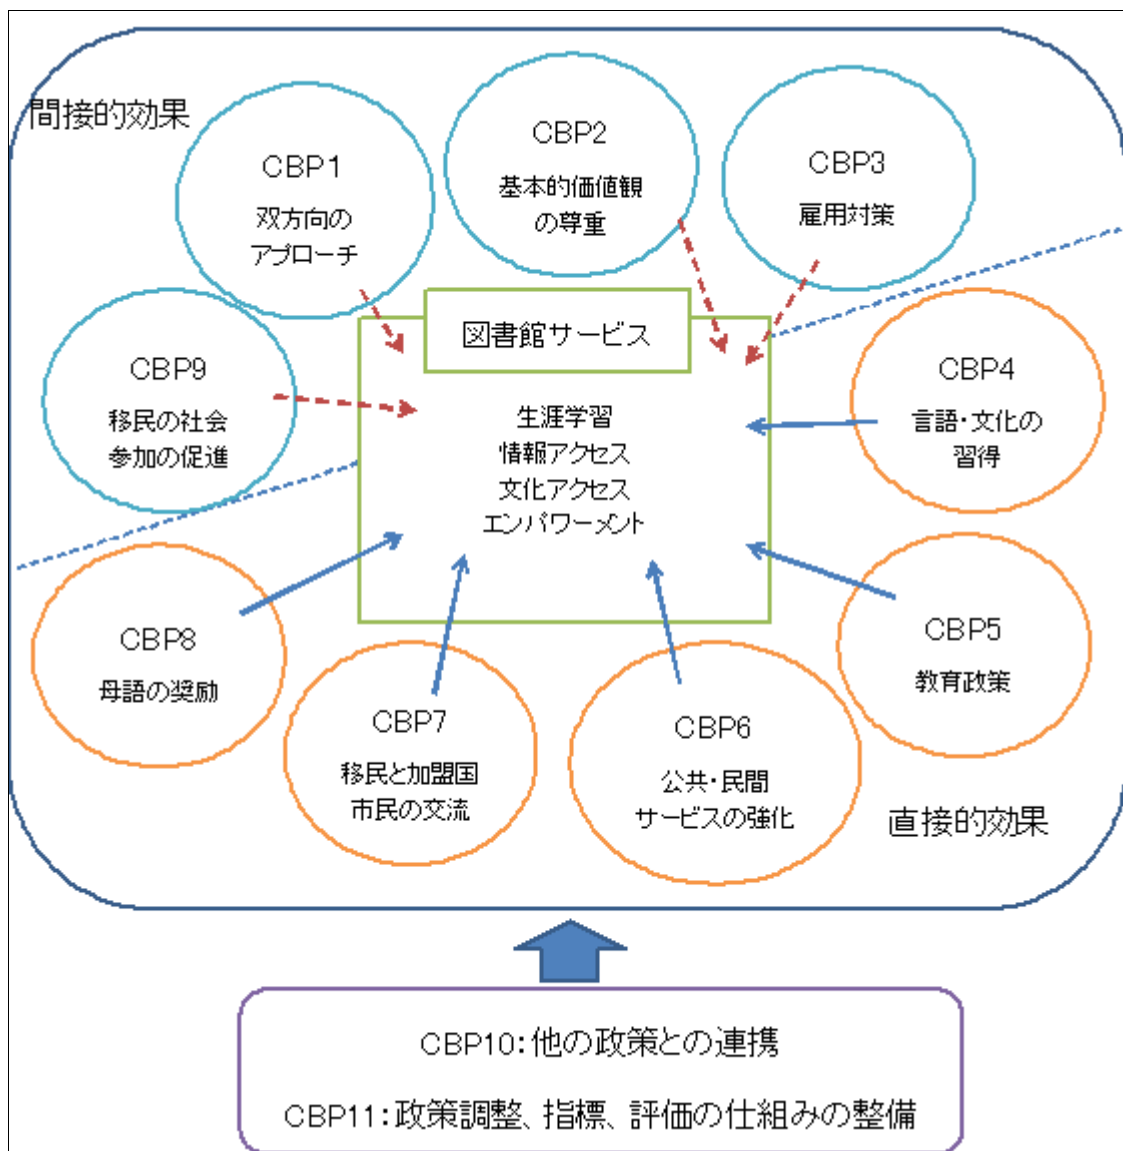 間接的効果
CBP1
双方向の
アプローチ
CBP2
基本的価値観
の尊重
CBP3
雇用対策
図書館サービス
生涯学習
情報アクセス
文化アクセス
エンパワーメント
CBP9
移民の社会
参加の促進
CBP4
言語・文化の
習得
CBP8
母語の奨励
CBP7
移民と加盟国
市民の交流
CBP6
公共・民間
サービスの強化
CBP5
教育政策
直接的効果
CBP10:他の政策との連携
CBP11:政策調整、指標、評価の仕組みの整備